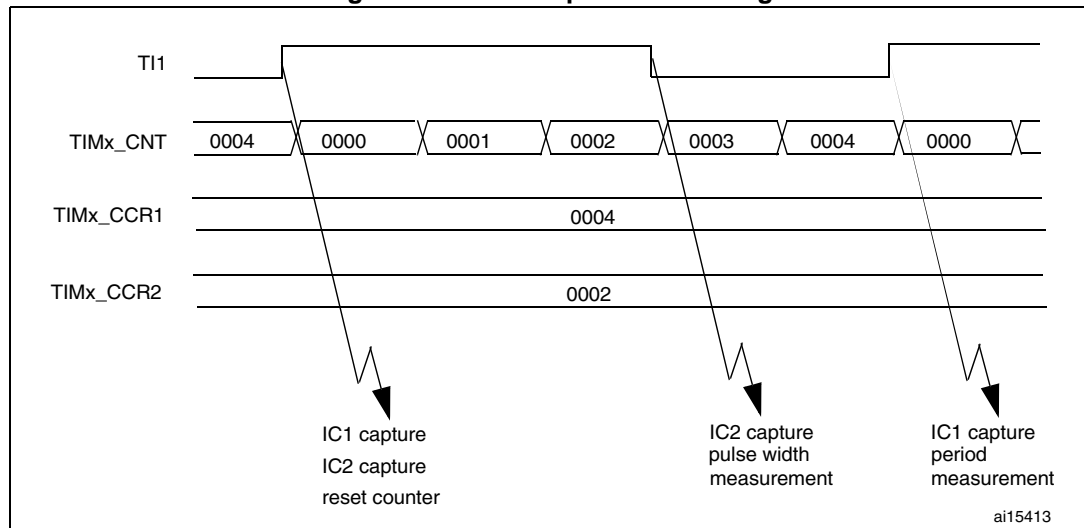 TI1
TIMx_CNT 0004 0000 0001 0002 0003 0004 0000
TIMx_CCR1 0004
TIMx_CCR2 0002
IC1 capture
IC2 capture
reset counter
IC2 capture
pulse width
measurement
IC1 capture
period
measurement
ai15413